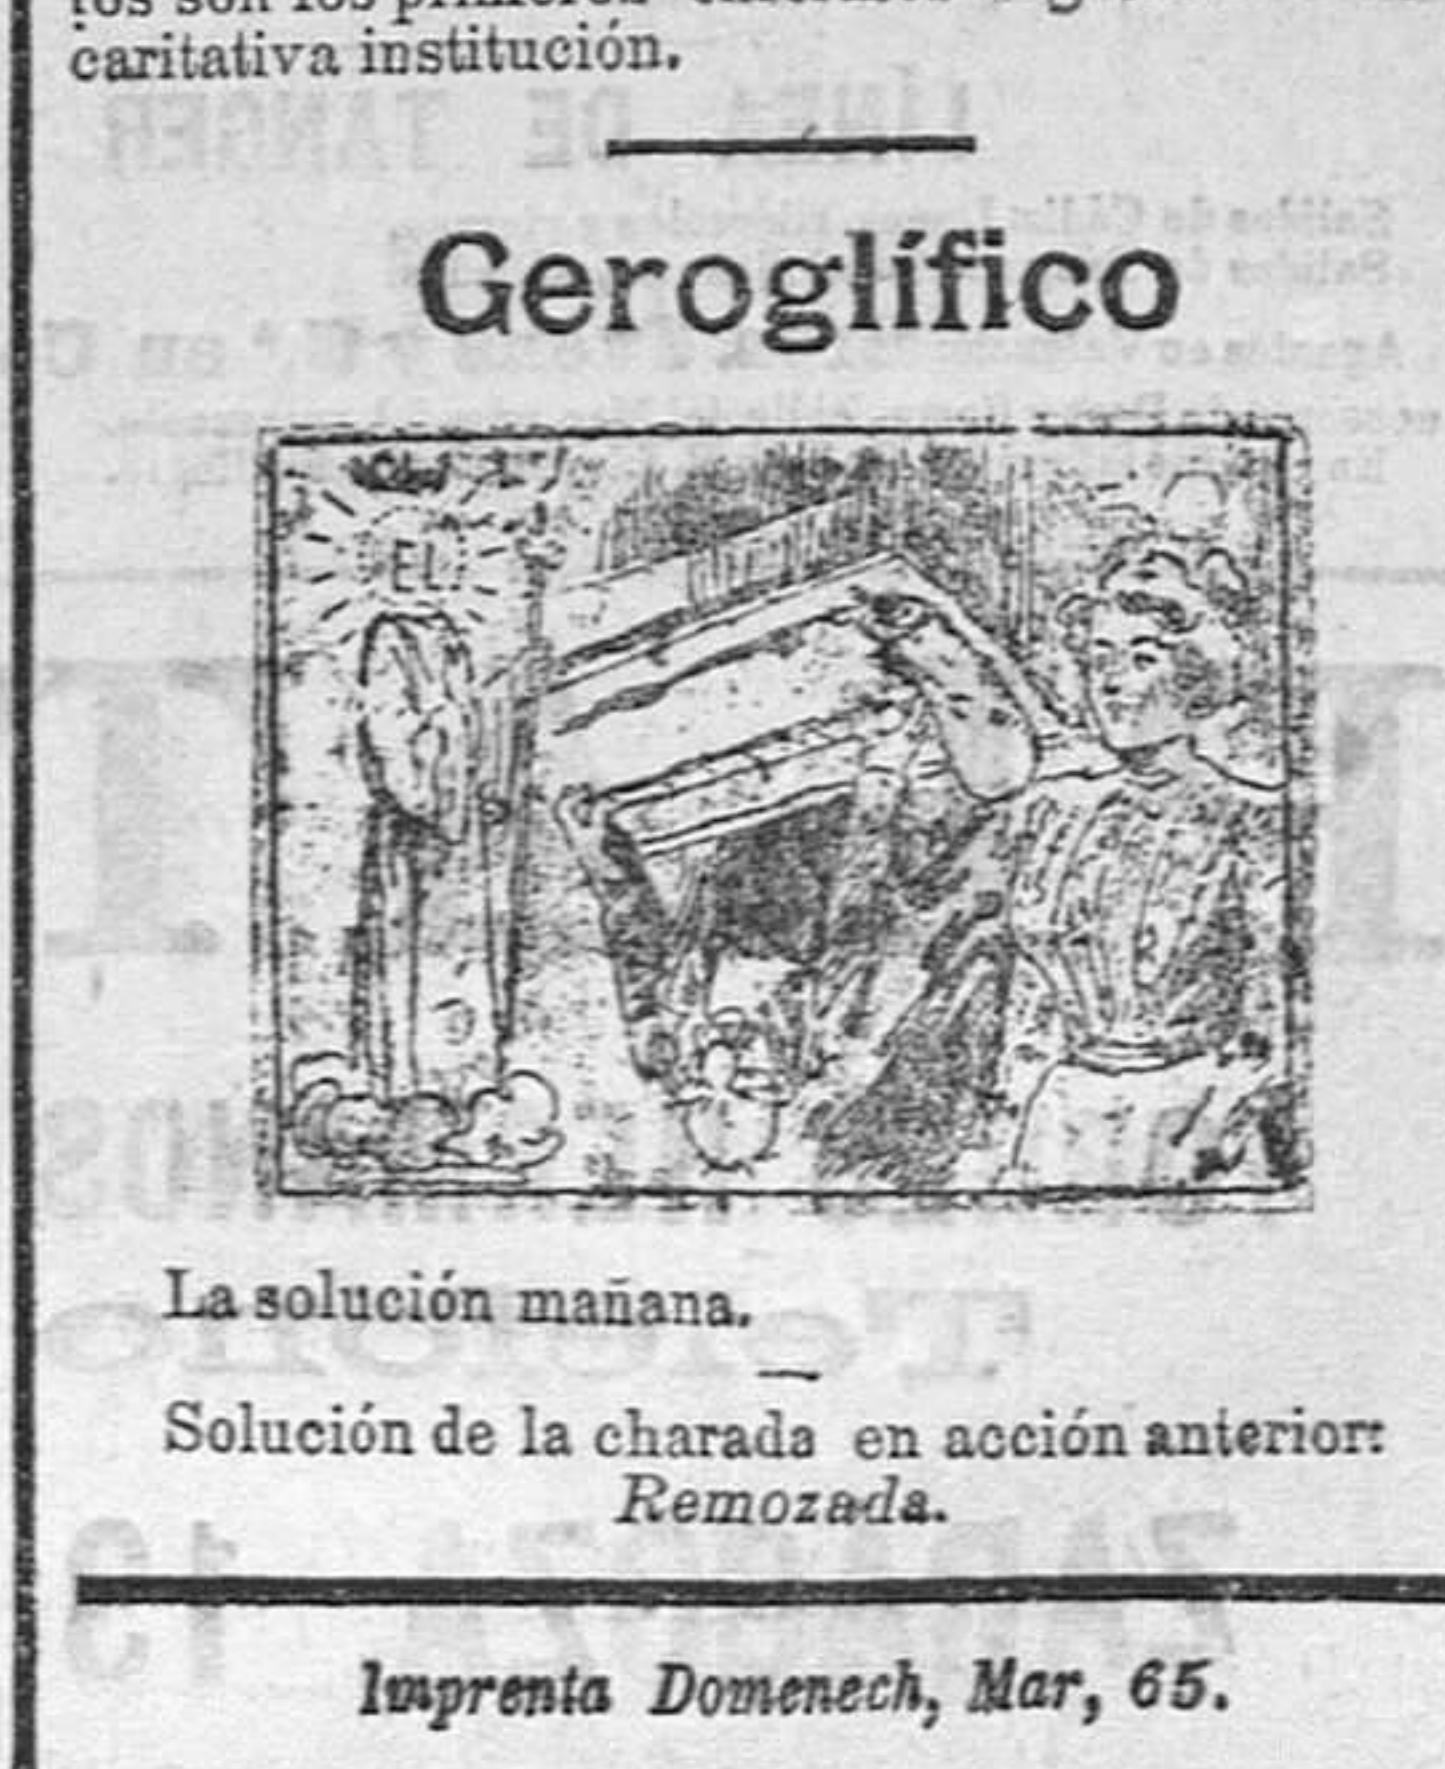 caritativa institución.
Geroglífico
EL
La solución mañana.
Solución de la charada en acción anterior:
Remozada.
Imprenta Domenech, Mar, 65.